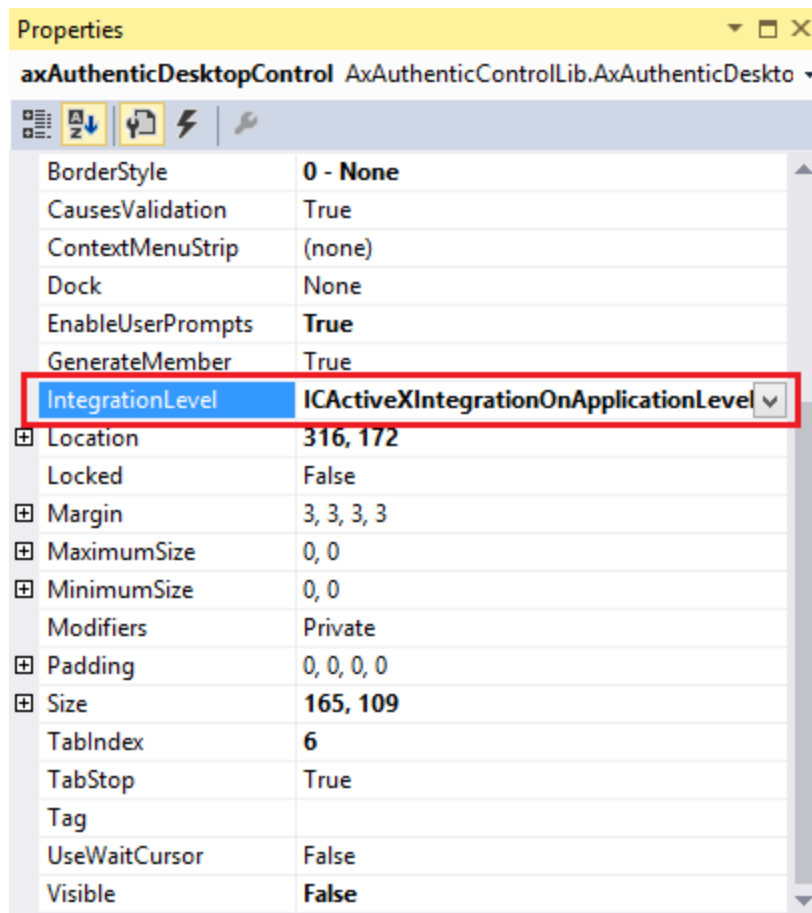 Properties
axAuthenticDesktopControl AxAuthenticControlLib.AxAuthenticDeskto
BorderStyle 0 - None
CausesValidation True
ContextMenuStrip (none)
Dock None
EnableUserPrompts True
GenerateMember True
IntegrationLevel ICActiveXIntegrationOnApplicationLevel
Location 316, 172
Locked False
Margin 3, 3, 3, 3
MaximumSize 0, 0
MinimumSize 0, 0
Modifiers Private
Padding 0, 0, 0, 0
Size 165, 109
TabIndex 6
TabStop True
Tag
UseWaitCursor False
Visible False